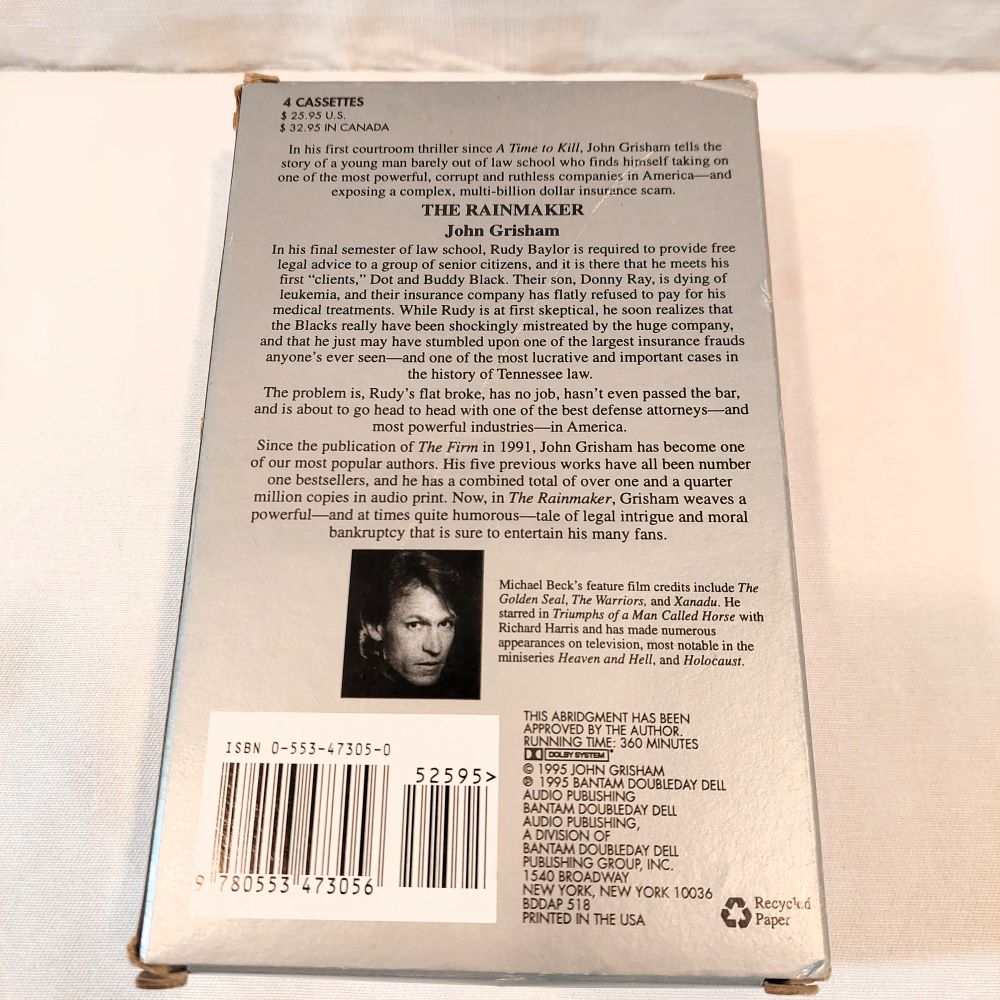 4 CASSETTES
$ 25.95 U.S.
$ 32.95 IN CANADA
In his first courtroom thriller since A Time to Kill, John Grisham tells the
story of a young man barely out of law school who finds himself taking on
one of the most powerful, corrupt and ruthless companies in America—and
exposing a complex, multi-billion dollar insurance scam.
THE RAINMAKER
John Grisham
In his final semester of law school, Rudy Baylor is required to provide free
legal advice to a group of senior citizens, and it is there that he meets his
first “clients,” Dot and Buddy Black. Their son, Donny Ray, is dying of
leukemia, and their insurance company has flatly refused to pay for his
medical treatments. While Rudy is at first skeptical, he soon realizes that
the Blacks really have been shockingly mistreated by the huge company,
and that he just may have stumbled upon one of the largest insurance frauds
anyone’s ever seen—and one of the most lucrative and important cases in
the history of Tennessee law.
The problem is, Rudy’s flat broke, has no job, hasn’t even passed the bar,
and is about to go head to head with one of the best defense attorneys—and
most powerful industries—in America.
Since the publication of The Firm in 1991, John Grisham has become one
of our most popular authors. His five previous works have all been number
one bestsellers, and he has a combined total of over one and a quarter
million copies in audio print. Now, in The Rainmaker, Grisham weaves a
powerful—and at times quite humorous—tale of legal intrigue and moral
bankruptcy that is sure to entertain his many fans.
Michael Beck’s feature film credits include The
Golden Seal, The Warriors, and Xanadu. He
starred in Triumphs of a Man Called Horse with
Richard Harris and has made numerous
appearances on television, most notable in the
miniseries Heaven and Hell, and Holocaust.
ISBN 0-553-47305-0
52595>
9 780553 473056
THIS ABRIDGMENT HAS BEEN
APPROVED BY THE AUTHOR.
RUNNING TIME: 360 MINUTES
DOLBY SYSTEM
© 1995 JOHN GRISHAM
℗ 1995 BANTAM DOUBLEDAY DELL
AUDIO PUBLISHING
BANTAM DOUBLEDAY DELL
AUDIO PUBLISHING,
A DIVISION OF
BANTAM DOUBLEDAY DELL
PUBLISHING GROUP, INC.
1540 BROADWAY
NEW YORK, NEW YORK 10036
BDDAP 518
PRINTED IN THE USA
Recycled
Paper